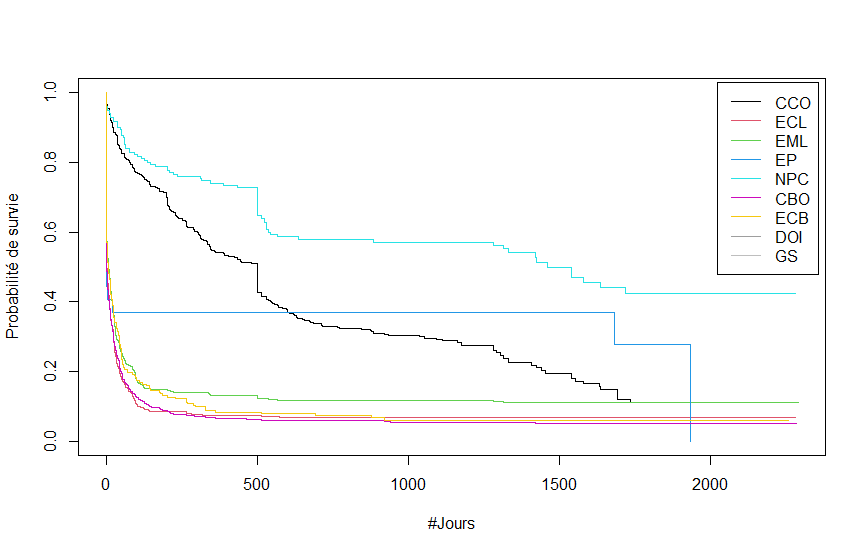 1.0
0.8
0.6
0.4
0.2
0.0
Probabilité de survie
0
500
1000
1500
2000
#Jours
CCO
ECL
EML
EP
NPC
CBO
ECB
DOI
GS